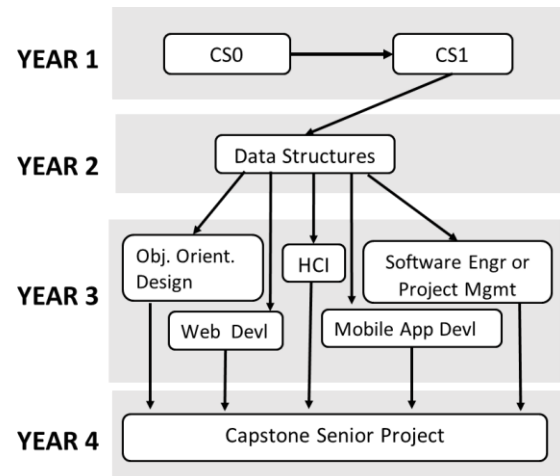 YEAR 1
CS0
CS1
YEAR 2
Data Structures
YEAR 3
Obj. Orient.
Design
HCI
Software Engr or
Project Mgmt
Web Devl
Mobile App Devl
YEAR 4
Capstone Senior Project